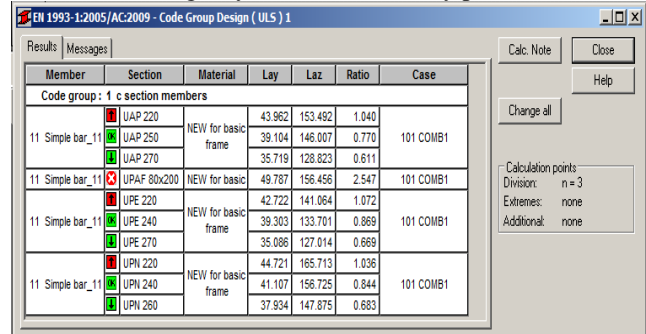 EN 1993-1:2005/AC:2009 - Code Group Design ( ULS ) 1
Results Messages
Calc. Note Close
Help
Change all
Member Section Material Lay Laz Ratio Case
Code group : 1 c section members
UAP 220 43.962 153.492 1.040
11 Simple bar_11 OK UAP 250 NEW for basic frame 39.104 146.007 0.770 101 COMB1
UAP 270 35.719 128.823 0.611
11 Simple bar_11 UPAF 80x200 NEW for basic 49.787 156.456 2.547 101 COMB1
UPE 220 42.722 141.064 1.072
11 Simple bar_11 OK UPE 240 NEW for basic frame 39.303 133.701 0.869 101 COMB1
UPE 270 35.086 127.014 0.669
UPN 220 44.721 165.713 1.036
11 Simple bar_11 OK UPN 240 NEW for basic frame 41.107 156.725 0.844 101 COMB1
UPN 260 37.934 147.875 0.683
Calculation points
Division: n = 3
Extremes: none
Additional: none